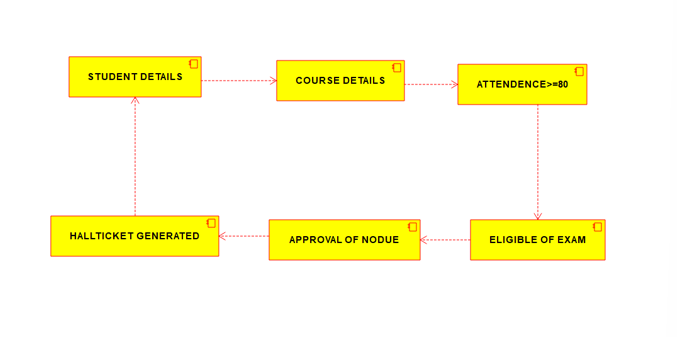 STUDENT DETAILS
COURSE DETAILS
ATTENDENCE>=80
HALLTICKET GENERATED
APPROVAL OF NODUE
ELIGIBLE OF EXAM